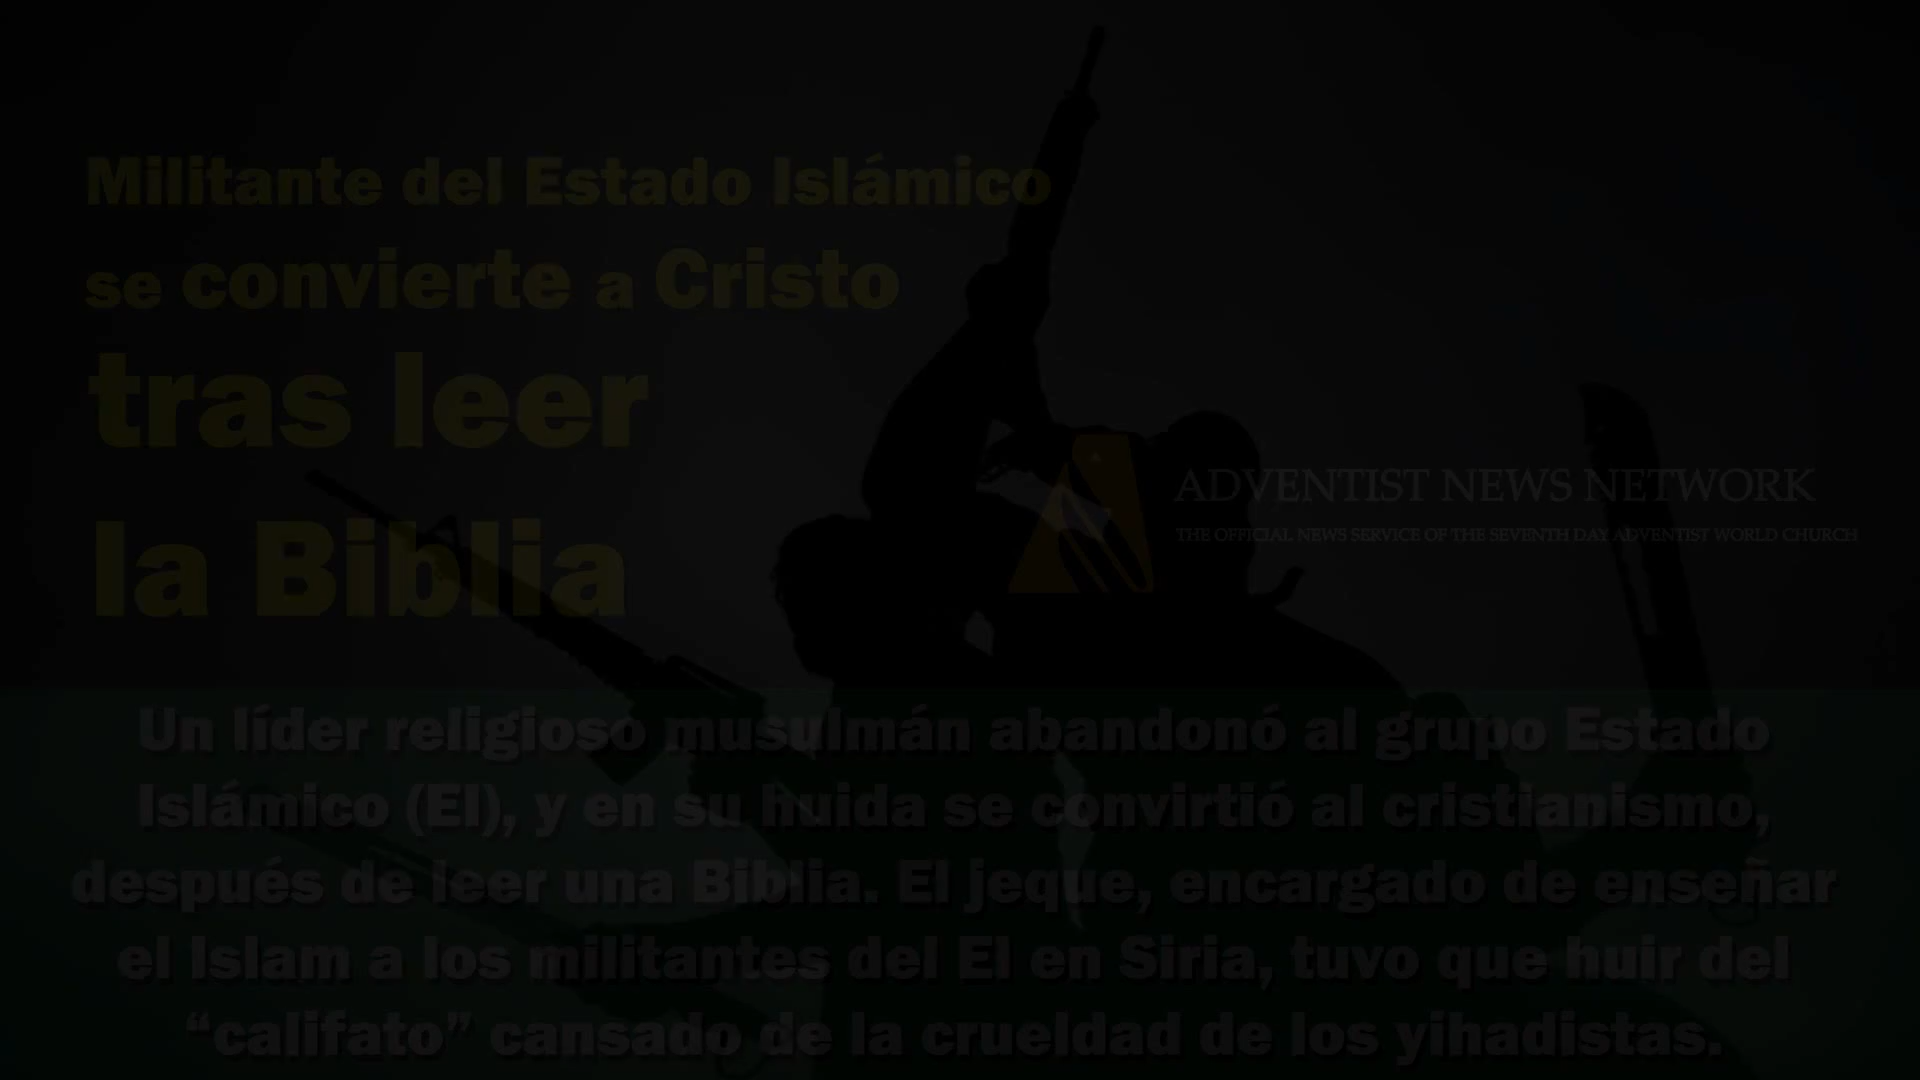 Militante del Estado Islámico
se convierte a Cristo
tras leer
la Biblia
ADVENTIST NEWS NETWORK
THE OFFICIAL NEWS SERVICE OF THE SEVENTH DAY ADVENTIST WORLD CHURCH
Un líder religioso musulmán abandonó al grupo Estado
Islámico (EI), y en su huida se convirtió al cristianismo,
después de leer una Biblia. El jeque, encargado de enseñar
el Islam a los militantes del EI en Siria, tuvo que huir del
“califato” cansado de la crueldad de los yihadistas.